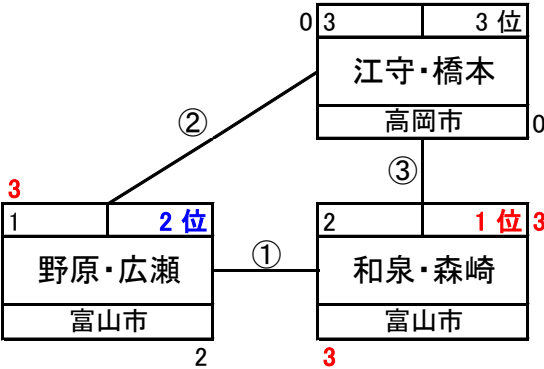 0 3 3 位
江守・橋本
高岡市 0
②
③
3
1 2 位
野原・広瀬
富山市
2
①
2 1 位 3
和泉・森崎
富山市
3